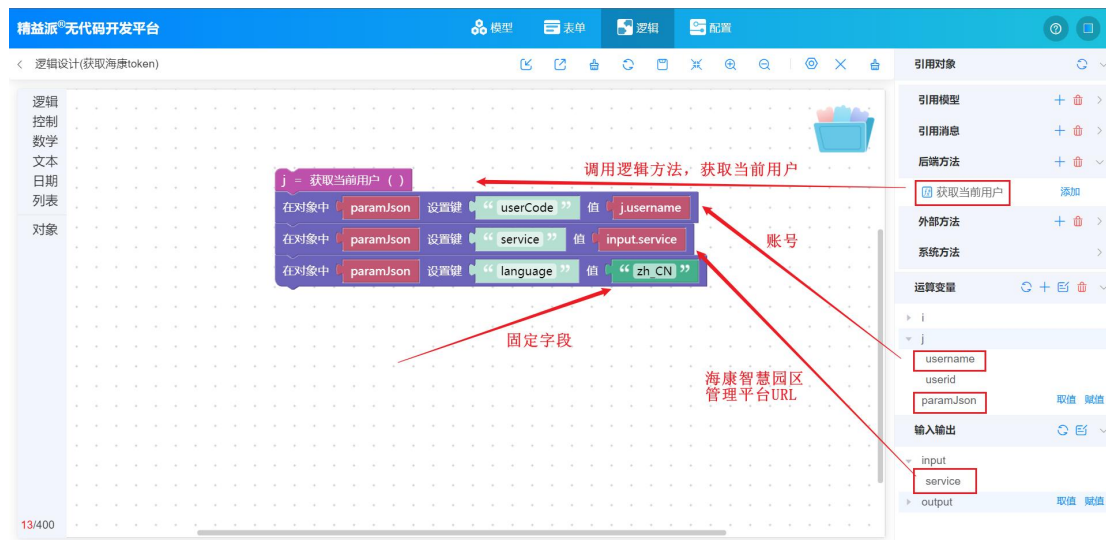 精益派®无代码开发平台
模型
表单
逻辑
配置
逻辑设计(获取海康token)
逻辑
控制
数学
文本
日期
列表
对象
13/400
j = 获取当前用户 ( )
在对象中 paramJson 设置键 “ userCode ” 值 j.username
在对象中 paramJson 设置键 “ service ” 值 input.service
在对象中 paramJson 设置键 “ language ” 值 “ zh_CN ”
调用逻辑方法，获取当前用户
账号
固定字段
海康智慧园区
管理平台URL
引用对象
引用模型
引用消息
后端方法
获取当前用户 添加
外部方法
系统方法
运算变量
i
j
username
userid
paramJson 取值 赋值
输入输出
input
service
output 取值 赋值